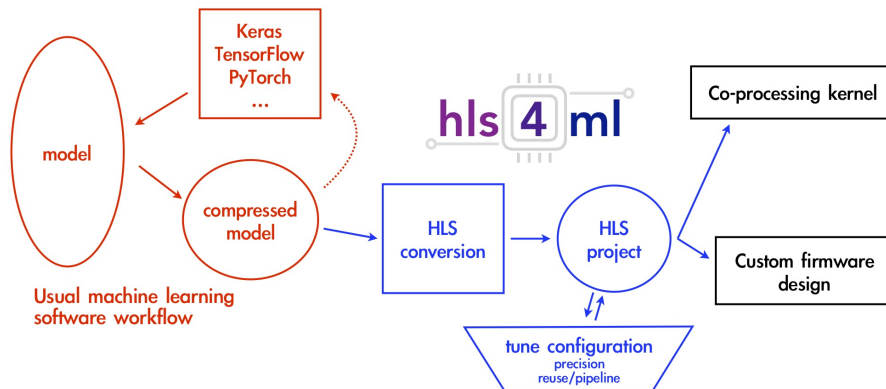 Keras
TensorFlow
PyTorch
...
model
compressed
model
Usual machine learning
software workflow
hls 4 ml
HLS
conversion
HLS
project
tune configuration
precision
reuse/pipeline
Co-processing kernel
Custom firmware
design